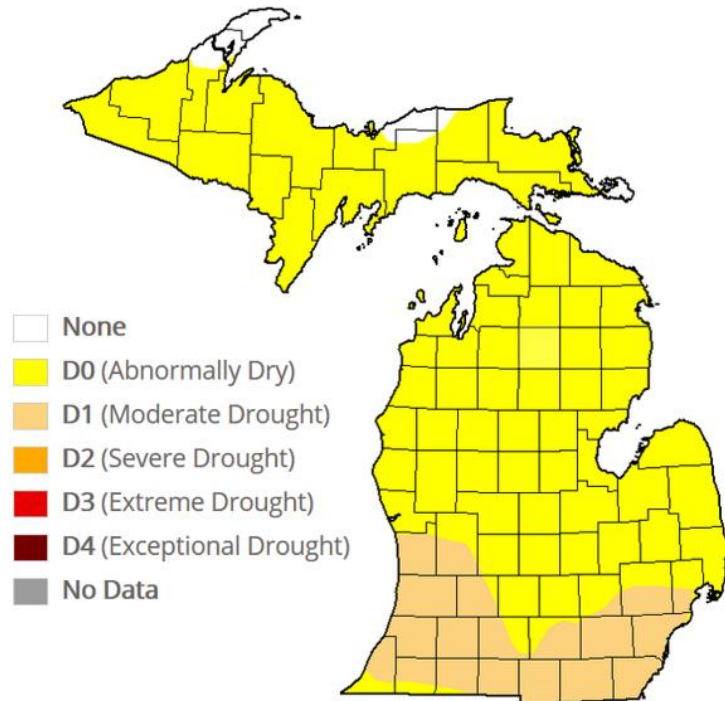 None
D0 (Abnormally Dry)
D1 (Moderate Drought)
D2 (Severe Drought)
D3 (Extreme Drought)
D4 (Exceptional Drought)
No Data